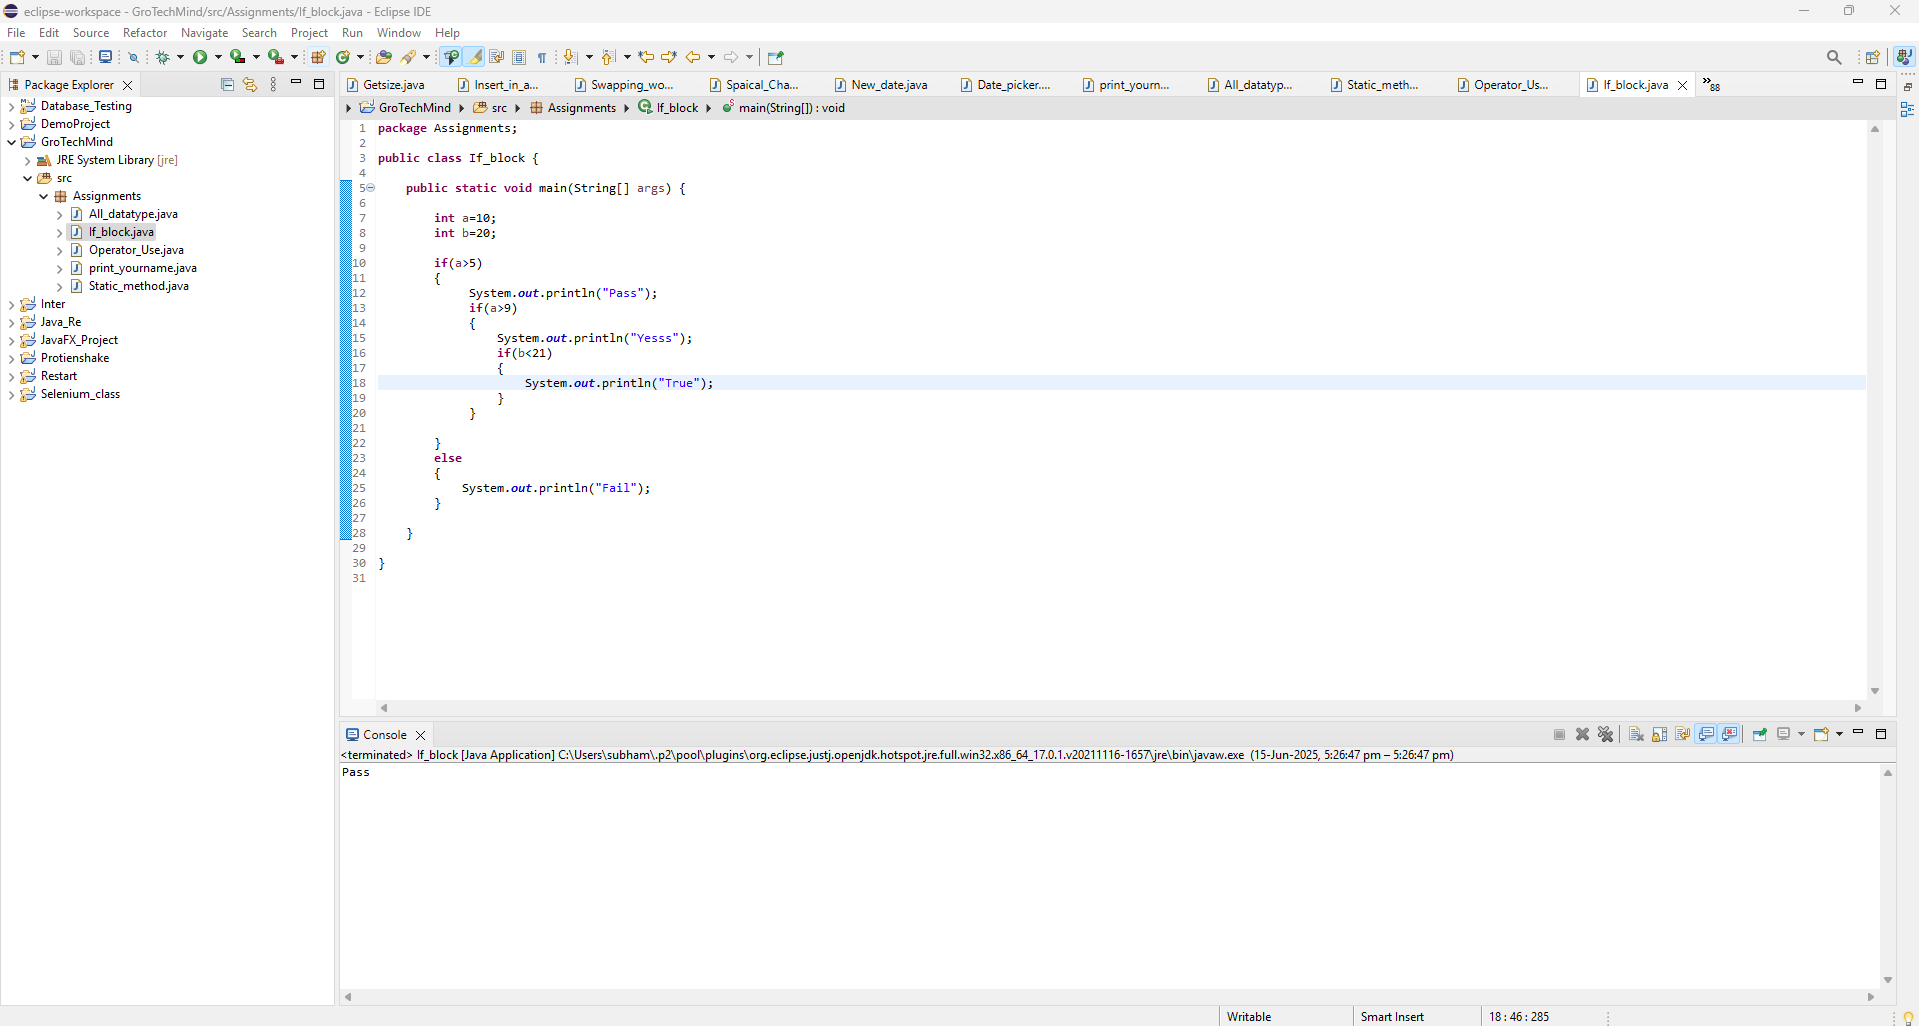 eclipse-workspace - GroTechMind/src/Assignments/If_block.java - Eclipse IDE
File Edit Source Refactor Navigate Search Project Run Window Help
Package Explorer
Database_Testing
DemoProject
GroTechMind
JRE System Library [jre]
src
Assignments
All_datatype.java
If_block.java
Operator_Use.java
print_yourname.java
Static_method.java
Inter
Java_Re
JavaFX_Project
Protienshake
Restart
Selenium_class
Getsize.java Insert_in_a... Swapping_wo... Spaical_Cha... New_date.java Date_picker.... print_yourn... All_datatyp... Static_meth... Operator_Us... If_block.java »88
GroTechMind src Assignments If_block main(String[]) : void
1 package Assignments;
2
3 public class If_block {
4
5 public static void main(String[] args) {
6
7 int a=10;
8 int b=20;
9
10 if(a>5)
11 {
12 System.out.println("Pass");
13 if(a>9)
14 {
15 System.out.println("Yesss");
16 if(b<21)
17 {
18 System.out.println("True");
19 }
20 }
21
22 }
23 else
24 {
25 System.out.println("Fail");
26 }
27
28 }
29
30 }
31
Console
<terminated> If_block [Java Application] C:\Users\subham\.p2\pool\plugins\org.eclipse.justj.openjdk.hotspot.jre.full.win32.x86_64_17.0.1.v20211116-1657\jre\bin\javaw.exe (15-Jun-2025, 5:26:47 pm – 5:26:47 pm)
Pass
Writable Smart Insert 18 : 46 : 285